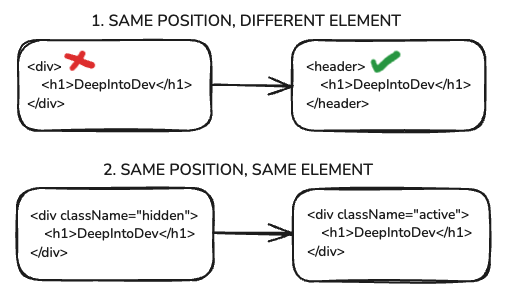 1. SAME POSITION, DIFFERENT ELEMENT
<div>
<h1>DeepIntoDev</h1>
</div>
<header>
<h1>DeepIntoDev</h1>
</header>
2. SAME POSITION, SAME ELEMENT
<div className="hidden">
<h1>DeepIntoDev</h1>
</div>
<div className="active">
<h1>DeepIntoDev</h1>
</div>